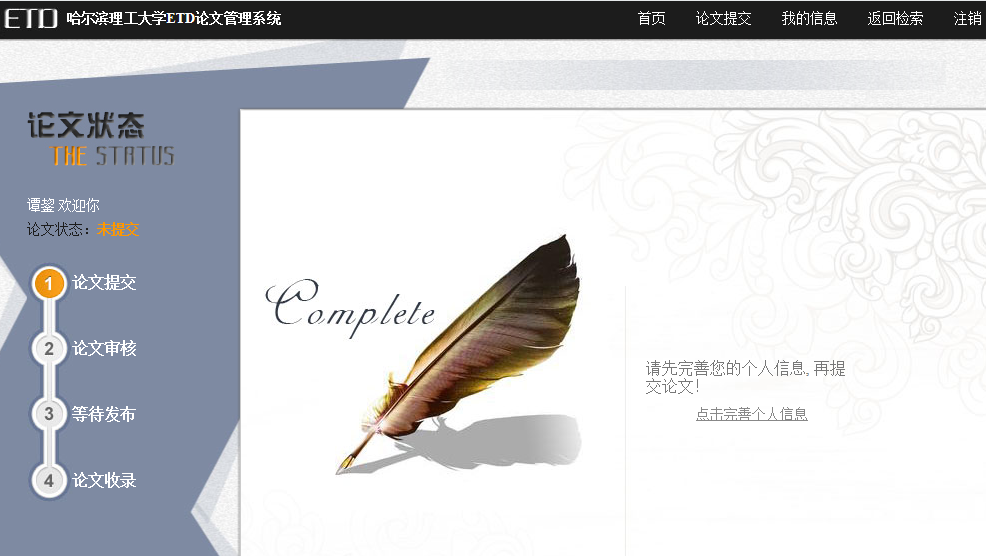 ETD 哈尔滨理工大学ETD论文管理系统
首页 论文提交 我的信息 返回检索 注销
论文状态
THE STATUS
谭鋆 欢迎你
论文状态：未提交
1 论文提交
2 论文审核
3 等待发布
4 论文收录
Complete
请先完善您的个人信息, 再提
交论文!
点击完善个人信息